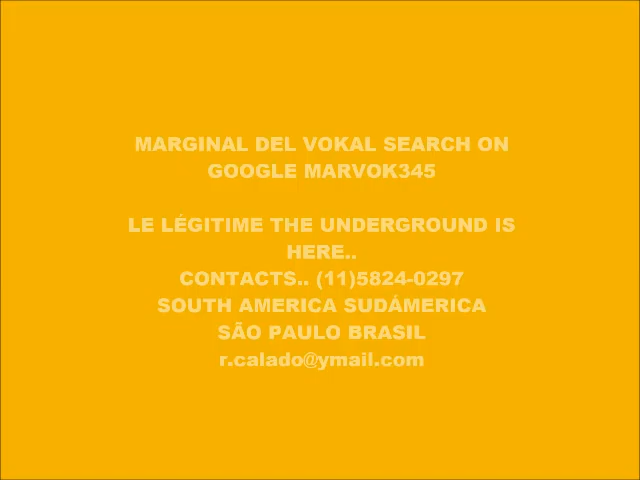 MARGINAL DEL VOKAL SEARCH ON
GOOGLE MARVOK345
LE LÉGITIME THE UNDERGROUND IS
HERE..
CONTACTS.. (11)5824-0297
SOUTH AMERICA SUDÁMERICA
SÃO PAULO BRASIL
r.calado@ymail.com